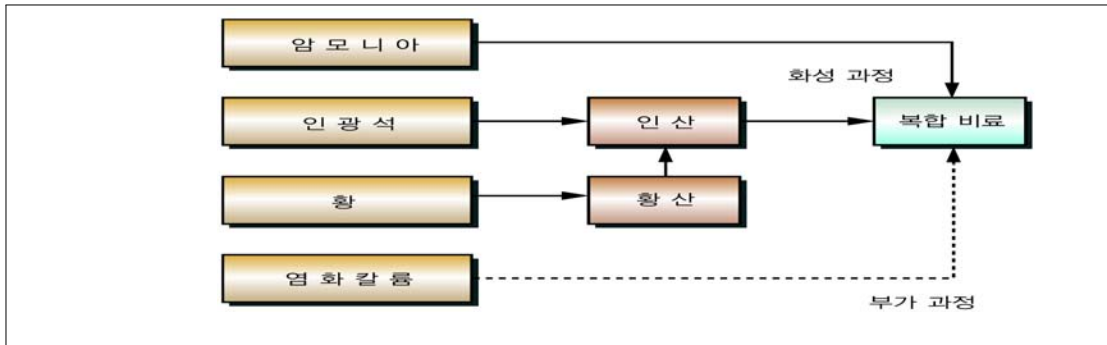 암 모 니 아
화성 과정
인 광 석
인 산
복합 비료
황
황 산
염 화 칼 륨
부가 과정